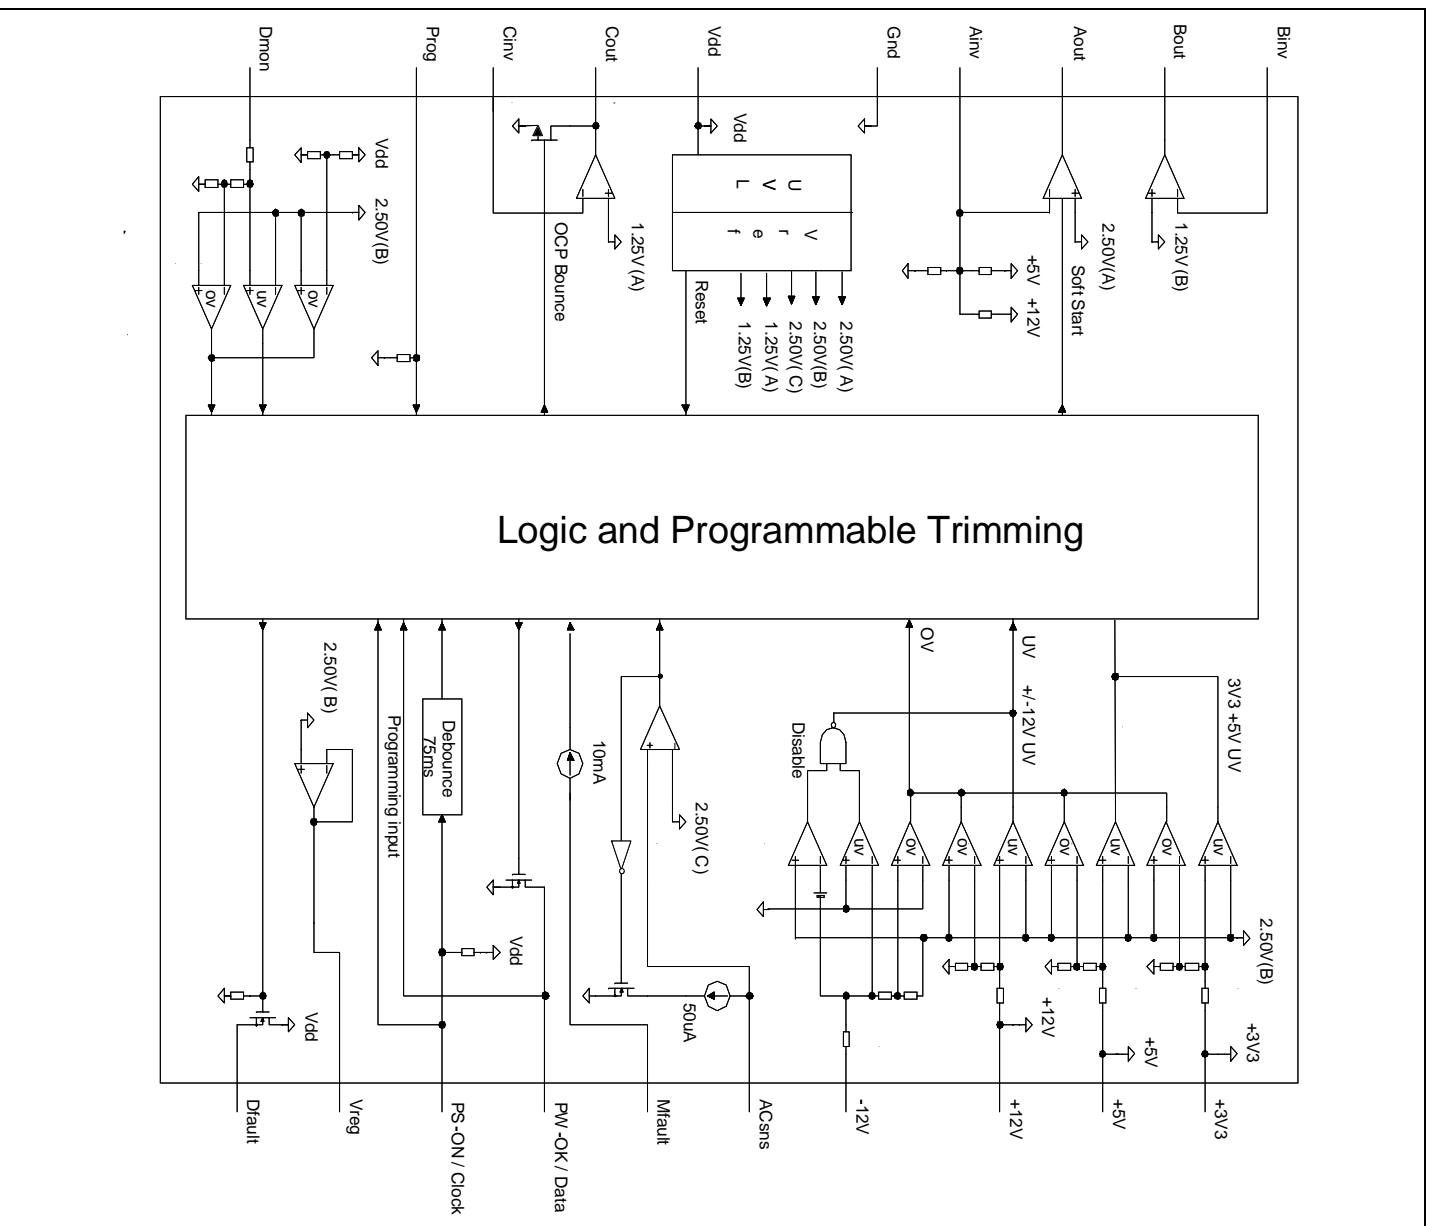 Dmon
Prog
Cinv
Cout
Vdd
Gnd
Ainv
Aout
Bout
Binv
Vdd
2.50V(B)
Vdd
OCP Bounce
1.25V(A)
UVL
Vref
Reset
1.25V(B)
1.25V( A)
2.50V( C)
2.50V(B)
2.50V( A)
+5V
+12V
Soft Start
2.50V(A)
1.25V(B)
OV
UV
OV
Logic and Programmable Trimming
2.50V( B)
Programming input
Debounce
75ms
10mA
2.50V( C)
Disable
OV
UV
+/-12V UV
3V3 +5V UV
UV
OV
OV
UV
OV
UV
OV
UV
2.50V(B)
Vdd
Vdd
50uA
+12V
+5V
+3V3
Dfault
Vreg
PS-ON / Clock
PW-OK / Data
Mfault
ACsns
-12V
+12V
+5V
+3V3